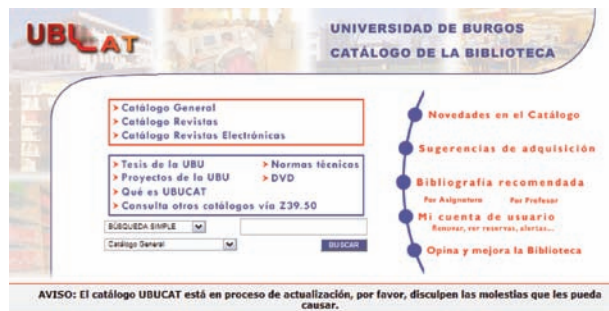 UBUCAT
UNIVERSIDAD DE BURGOS
CATÁLOGO DE LA BIBLIOTECA
> Catálogo General
> Catálogo Revistas
> Catálogo Revistas Electrónicas
> Tesis de la UBU
> Normas técnicas
> Proyectos de la UBU
> DVD
> Qué es UBUCAT
> Consulta otros catálogos vía Z39.50
BÚSQUEDA SIMPLE
Catálogo General
BUSCAR
Novedades en el Catálogo
Sugerencias de adquisición
Bibliografía recomendada
Por Asignatura Por Profesor
Mi cuenta de usuario
Renovar, ver reservas, alertas...
Opina y mejora la Biblioteca
AVISO: El catálogo UBUCAT está en proceso de actualización, por favor, disculpen las molestias que les pueda
causar.